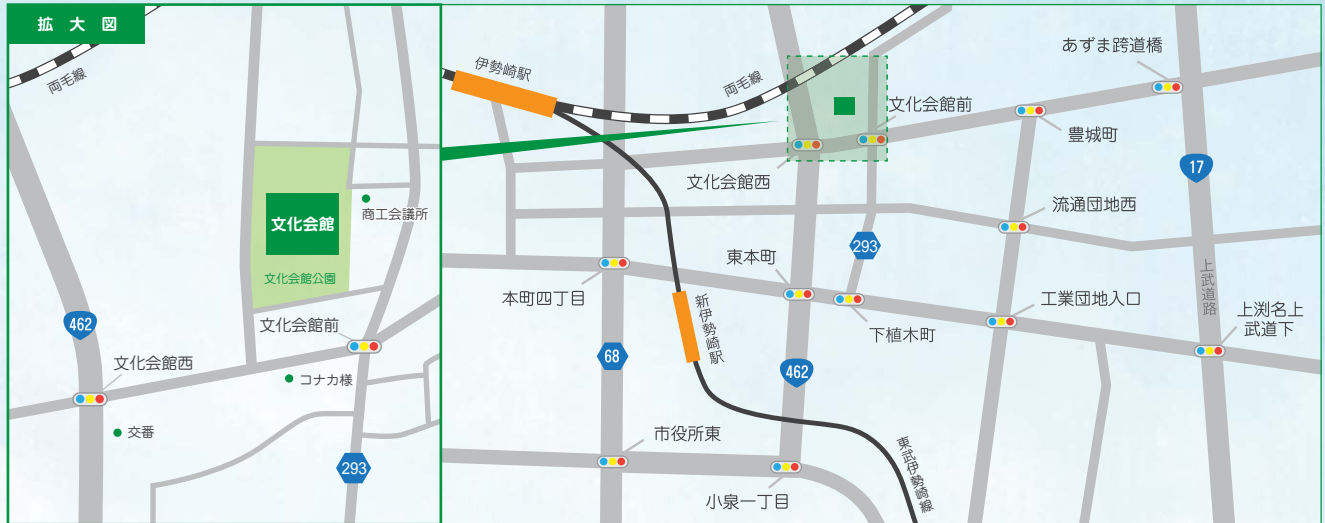 拡大図
両毛線
文化会館
商工会議所
文化会館公園
文化会館前
462
文化会館西
コナカ様
交番
293
伊勢崎駅
両毛線
あずま跨道橋
文化会館前
豊城町
文化会館西
17
流通団地西
293
東本町
本町四丁目
新伊勢崎駅
下植木町
工業団地入口
上武道路
上渕名上
武道下
68
462
市役所東
小泉一丁目
東武伊勢崎線